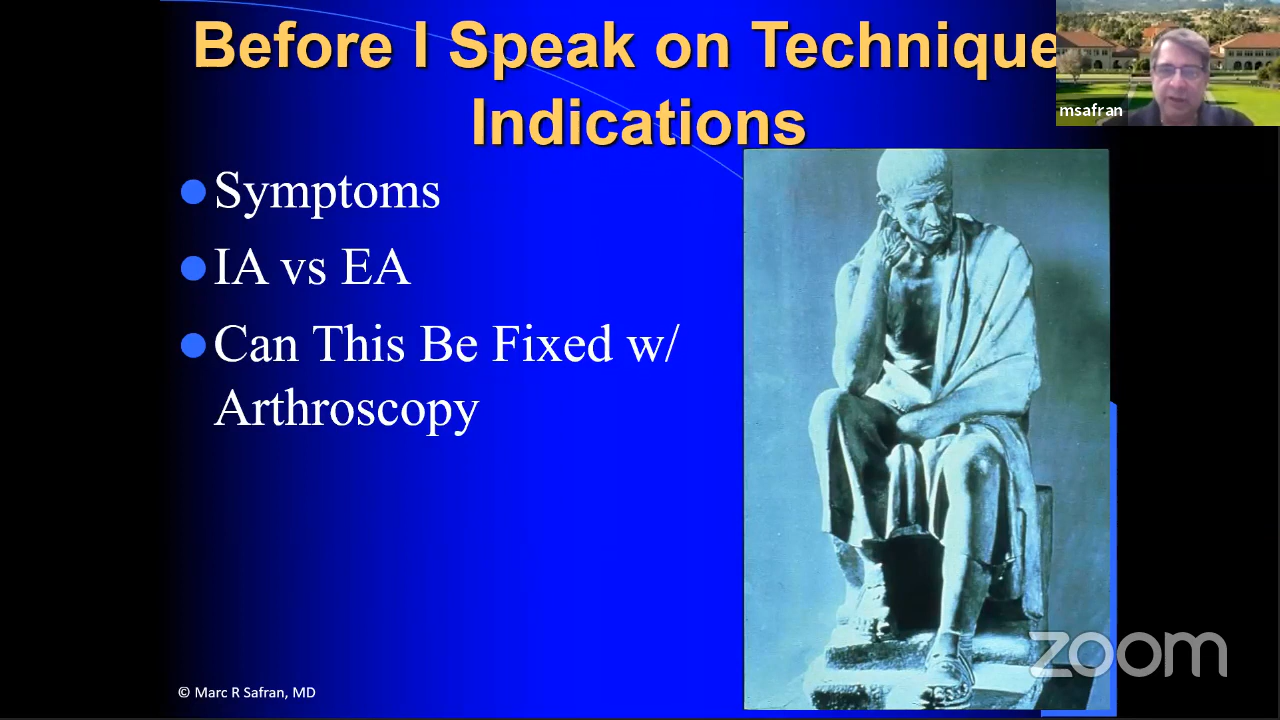 Before I Speak on Technique
Indications
msafran
Symptoms
IA vs EA
Can This Be Fixed w/
Arthroscopy
© Marc R Safran, MD
zoom